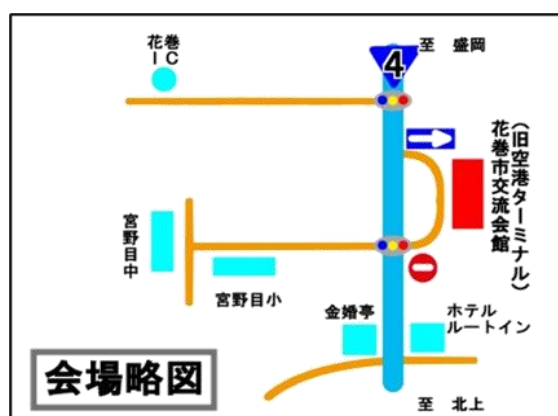 花巻
IC
4
至 盛岡
(旧空港ターミナル)
花巻市交流会館
宮野目中
宮野目小
金婚亭
ホテル
ルートイン
会場略図
至 北上